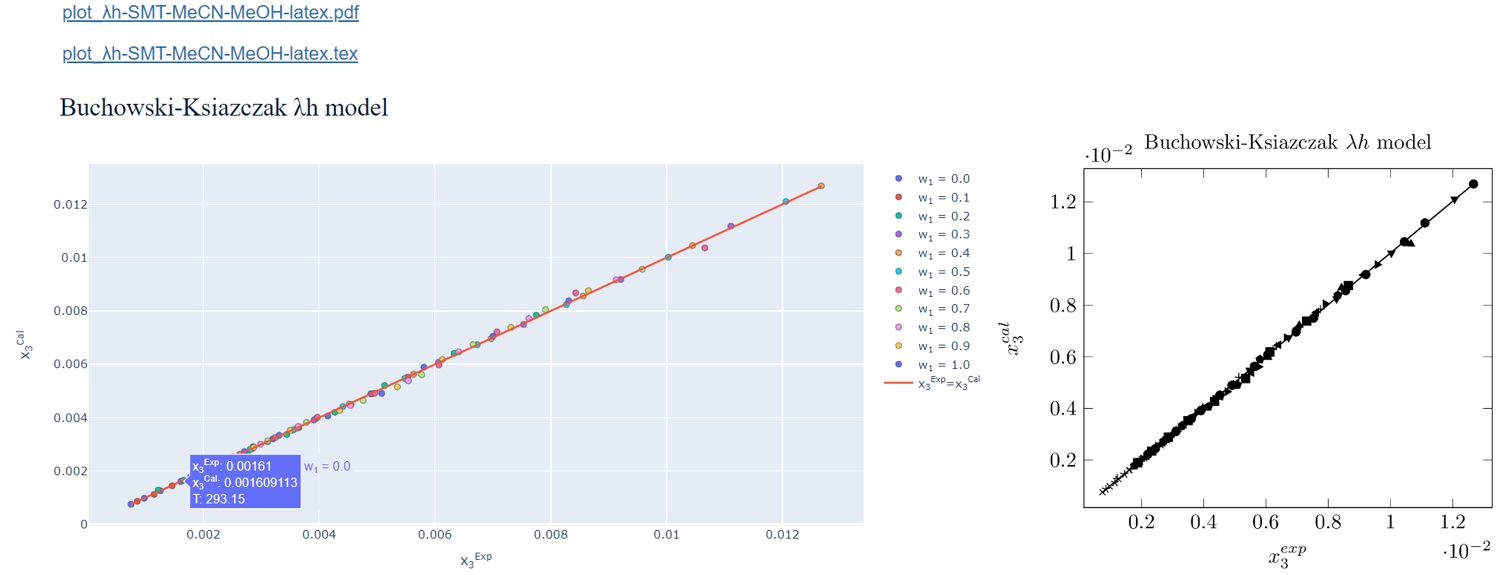 plot_λh-SMT-MeCN-MeOH-latex.pdf
plot_λh-SMT-MeCN-MeOH-latex.tex
Buchowski-Ksiazczak λh model
0.012
0.01
0.008
0.006
0.004
0.002
0
x₃ᶜᵃˡ
0.002
0.004
0.006
0.008
0.01
0.012
x₃ᴱˣᵖ
x₃ᴱˣᵖ: 0.00161
x₃ᶜᵃˡ: 0.001609113
T: 293.15
w₁ = 0.0
w₁ = 0.0
w₁ = 0.1
w₁ = 0.2
w₁ = 0.3
w₁ = 0.4
w₁ = 0.5
w₁ = 0.6
w₁ = 0.7
w₁ = 0.8
w₁ = 0.9
w₁ = 1.0
x₃ᴱˣᵖ=x₃ᶜᵃˡ
Buchowski-Ksiazczak λh model
·10⁻²
1.2
1
0.8
0.6
0.4
0.2
x₃ᶜᵃˡ
0.2
0.4
0.6
0.8
1
1.2
x₃ᵉˣᵖ
·10⁻²